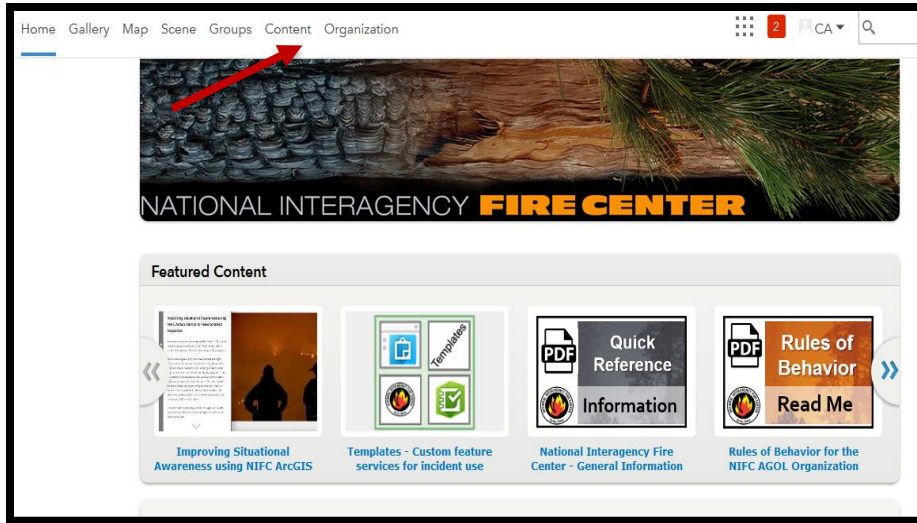 Home Gallery Map Scene Groups Content Organization 2 CA
NATIONAL INTERAGENCY FIRE CENTER
Featured Content
Templates
PDF
Quick
Reference
Information
PDF
Rules of
Behavior
Read Me
Improving Situational
Awareness using NIFC ArcGIS
Templates - Custom feature
services for incident use
National Interagency Fire
Center - General Information
Rules of Behavior for the
NIFC AGOL Organization